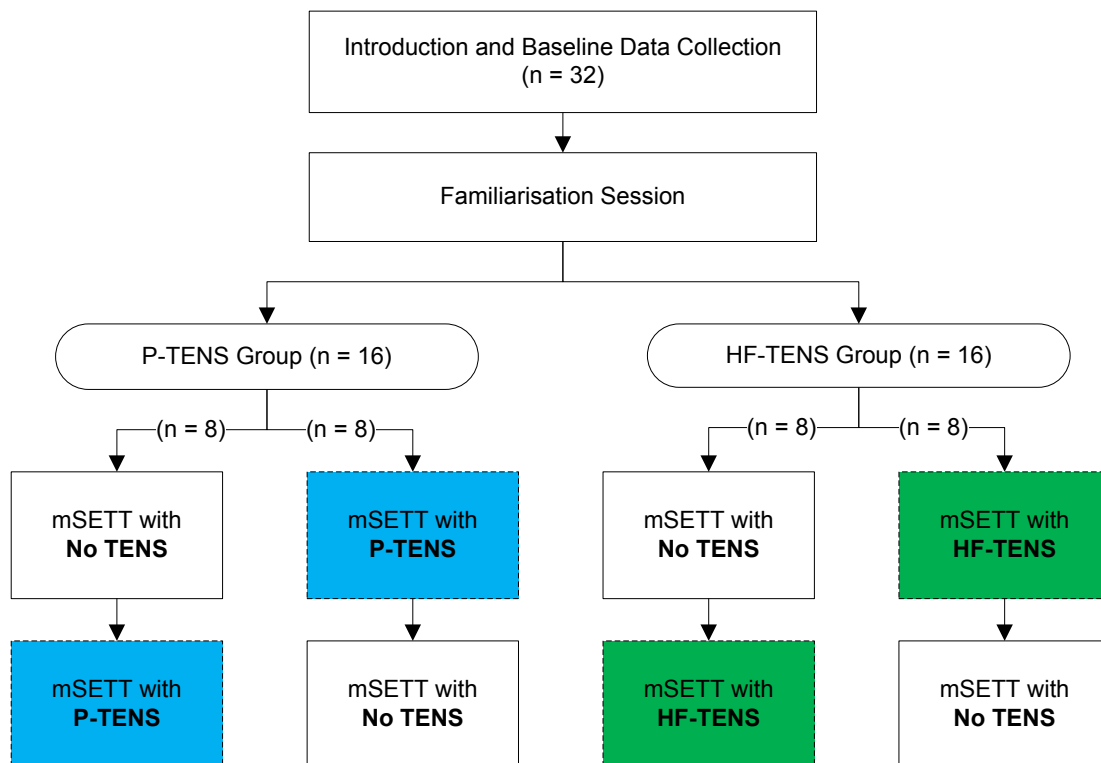 Introduction and Baseline Data Collection
(n = 32)
Familiarisation Session
P-TENS Group (n = 16)
HF-TENS Group (n = 16)
(n = 8)
(n = 8)
(n = 8)
(n = 8)
mSETT with
No TENS
mSETT with
P-TENS
mSETT with
No TENS
mSETT with
HF-TENS
mSETT with
P-TENS
mSETT with
No TENS
mSETT with
HF-TENS
mSETT with
No TENS